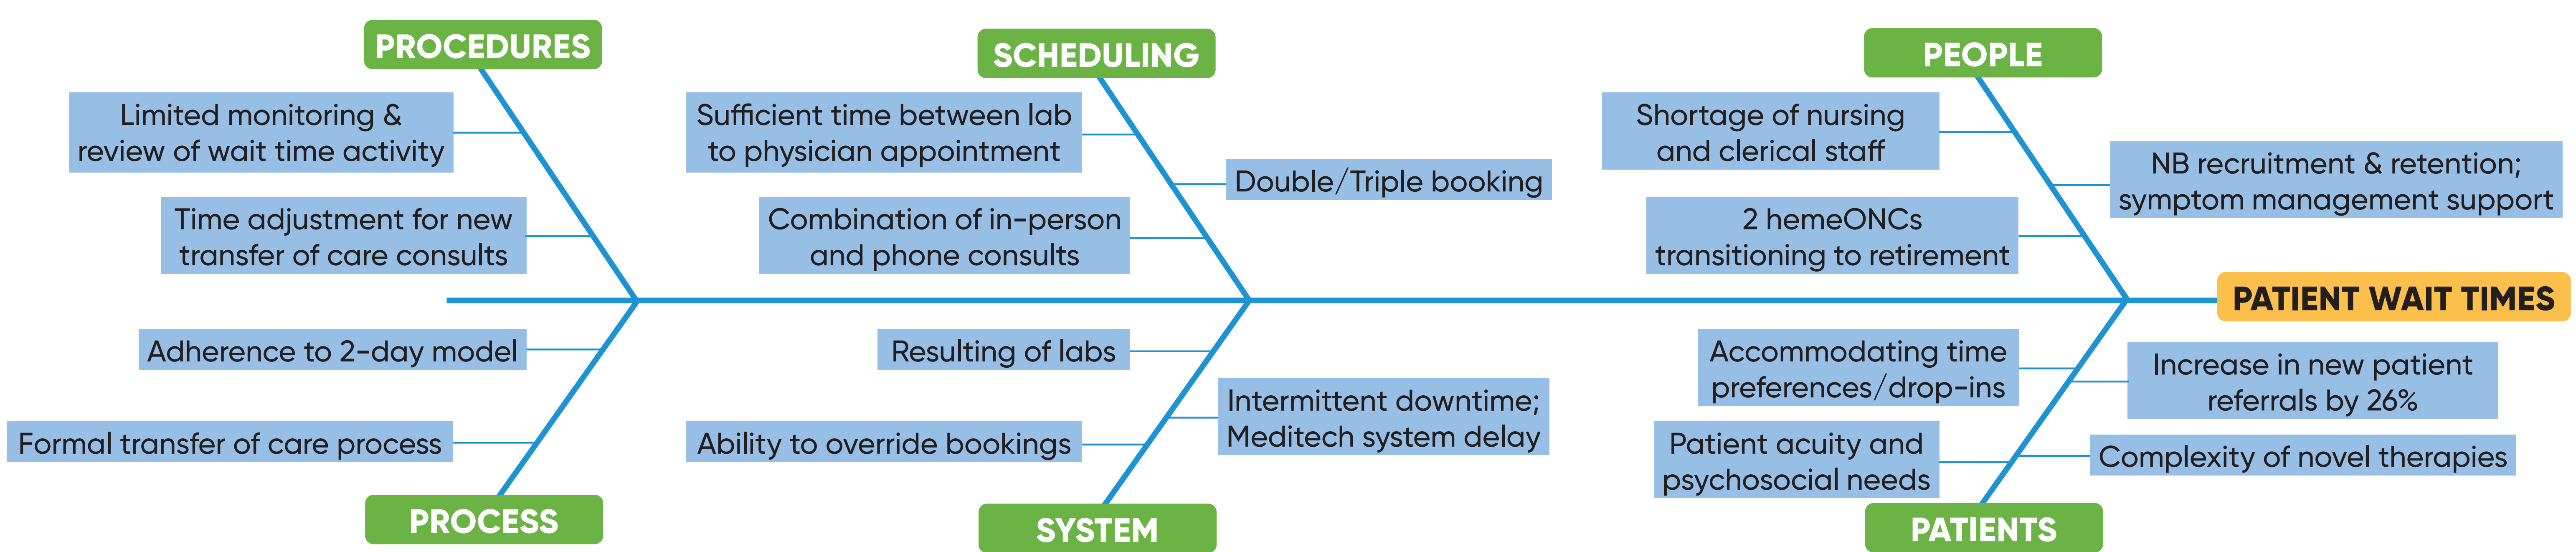 PROCEDURES
Limited monitoring &
review of wait time activity
Time adjustment for new
transfer of care consults
SCHEDULING
Sufficient time between lab
to physician appointment
Double/Triple booking
Combination of in-person
and phone consults
PEOPLE
Shortage of nursing
and clerical staff
NB recruitment & retention;
symptom management support
2 hemeONCs
transitioning to retirement
PATIENT WAIT TIMES
Adherence to 2-day model
Formal transfer of care process
PROCESS
Resulting of labs
Intermittent downtime;
Meditech system delay
Ability to override bookings
SYSTEM
Accommodating time
preferences/drop-ins
Increase in new patient
referrals by 26%
Patient acuity and
psychosocial needs
Complexity of novel therapies
PATIENTS